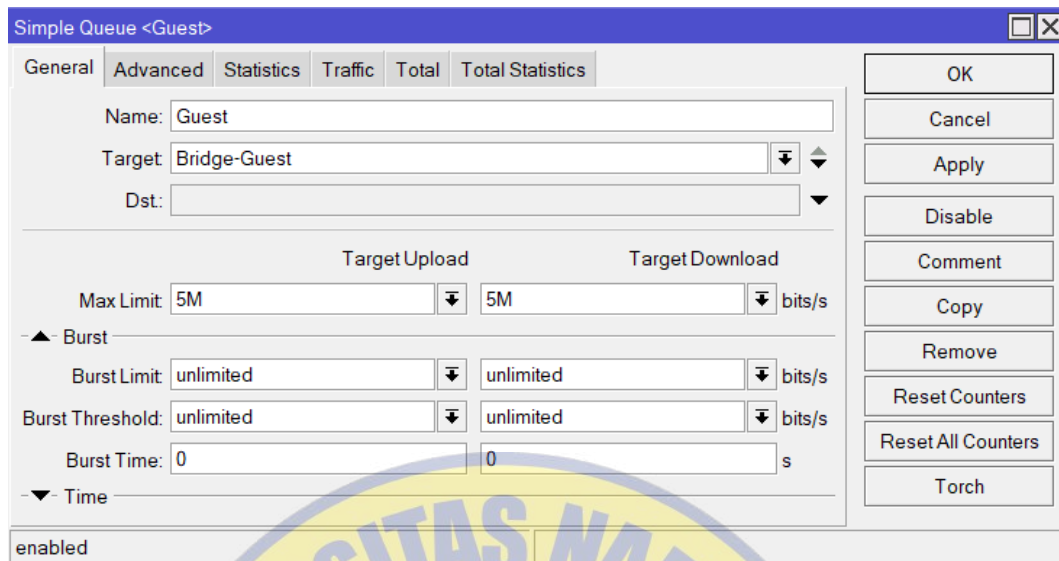 Simple Queue <Guest>
General Advanced Statistics Traffic Total Total Statistics
Name: Guest
Target: Bridge-Guest
Dst.:
Target Upload Target Download
Max Limit: 5M 5M bits/s
Burst
Burst Limit: unlimited unlimited bits/s
Burst Threshold: unlimited unlimited bits/s
Burst Time: 0 0 s
Time
enabled
OK
Cancel
Apply
Disable
Comment
Copy
Remove
Reset Counters
Reset All Counters
Torch